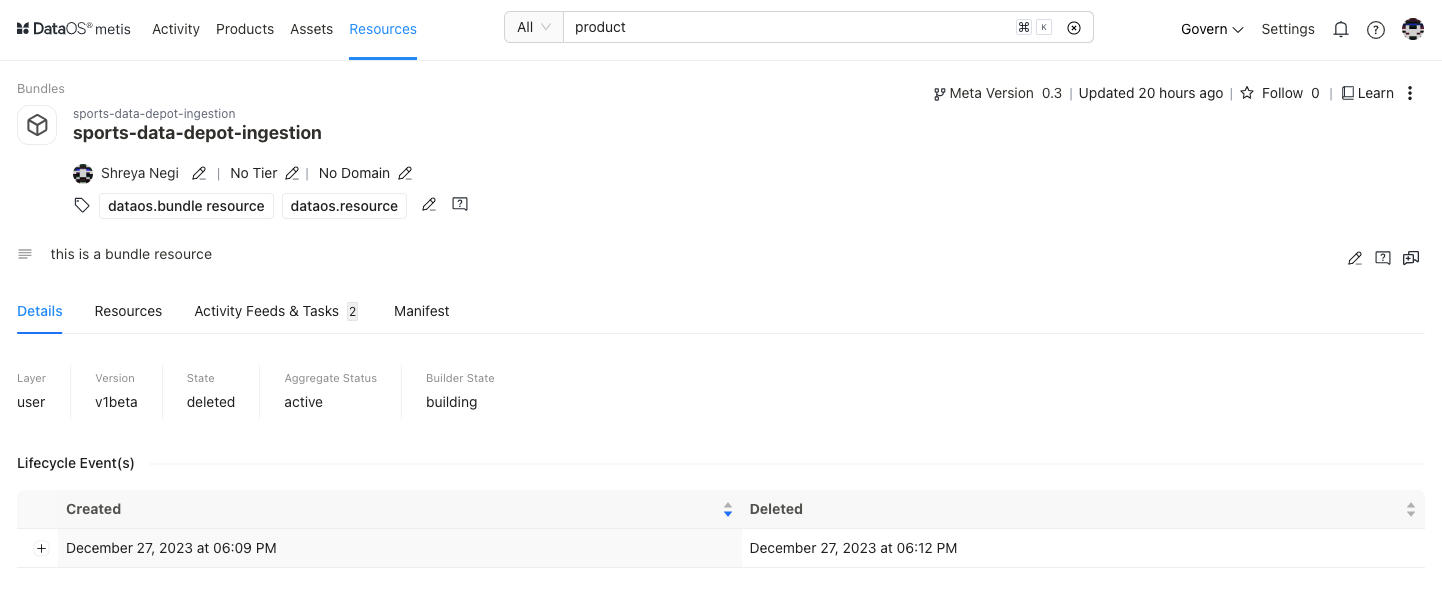 DataOS® metis Activity Products Assets Resources All product ⌘ K Govern Settings
Bundles
Meta Version 0.3 | Updated 20 hours ago | Follow 0 | Learn
sports-data-depot-ingestion
sports-data-depot-ingestion
Shreya Negi | No Tier | No Domain
dataos.bundle resource dataos.resource
this is a bundle resource
Details Resources Activity Feeds & Tasks 2 Manifest
Layer Version State Aggregate Status Builder State
user v1beta deleted active building
Lifecycle Event(s)
Created Deleted
December 27, 2023 at 06:09 PM December 27, 2023 at 06:12 PM